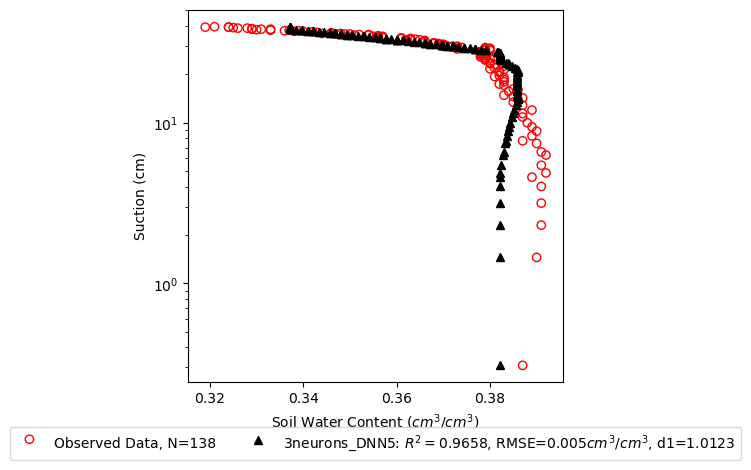 10¹
10⁰
Suction (cm)
0.32 0.34 0.36 0.38
Soil Water Content (cm³/cm³)
Observed Data, N=138 3neurons_DNN5: R² = 0.9658, RMSE=0.005cm³/cm³, d1=1.0123